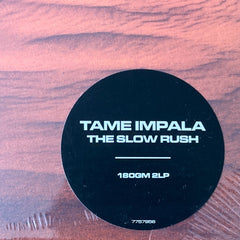 TAME IMPALA
THE SLOW RUSH
180GM 2LP